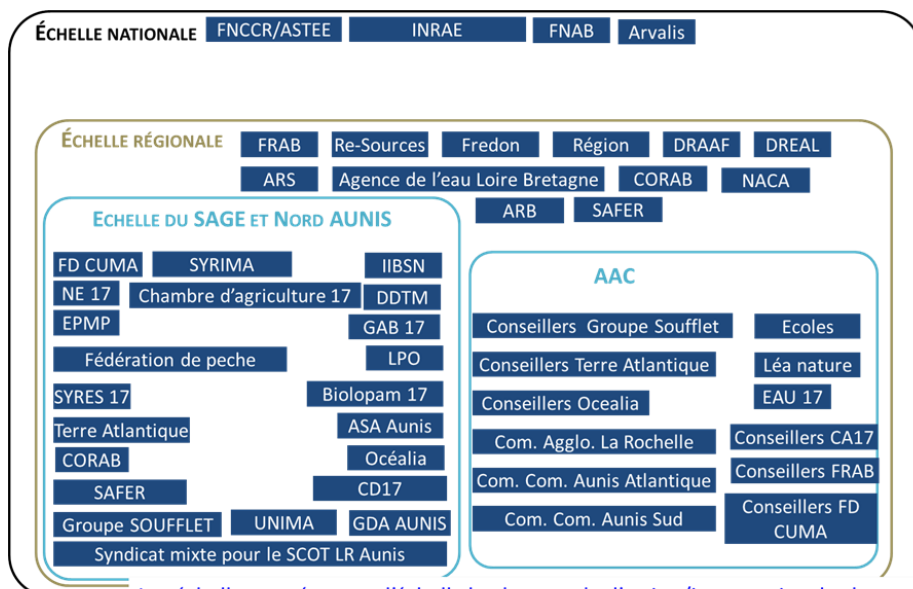 ÉCHELLE NATIONALE FNCCR/ASTEE INRAE FNAB Arvalis
ÉCHELLE RÉGIONALE FRAB Re-Sources Fredon Région DRAAF DREAL
ARS Agence de l'eau Loire Bretagne CORAB NACA
ARB SAFER
ECHELLE DU SAGE ET NORD AUNIS
FD CUMA SYRIMA IIBSN
NE 17 Chambre d'agriculture 17 DDTM
EPMP GAB 17
Fédération de peche LPO
SYRES 17 Biolopam 17
Terre Atlantique ASA Aunis
CORAB Océalia
SAFER CD17
Groupe SOUFFLET UNIMA GDA AUNIS
Syndicat mixte pour le SCOT LR Aunis
AAC
Conseillers Groupe Soufflet Ecoles
Conseillers Terre Atlantique Léa nature
Conseillers Ocealia EAU 17
Com. Agglo. La Rochelle Conseillers CA17
Com. Com. Aunis Atlantique Conseillers FRAB
Com. Com. Aunis Sud Conseillers FD
CUMA